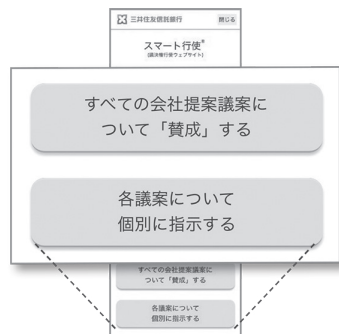 三井住友信託銀行
閉じる
スマート行使®
(議決権行使ウェブサイト)
すべての会社提案議案に
ついて「賛成」する
各議案について
個別に指示する
すべての会社提案議案に
ついて「賛成」する
各議案について
個別に指示する